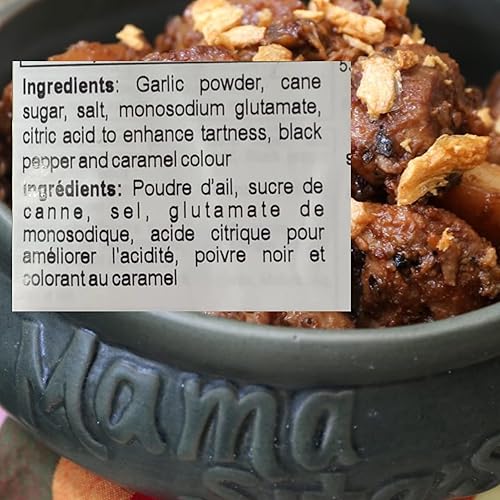 Ingredients: Garlic powder, cane
sugar, salt, monosodium glutamate,
citric acid to enhance tartness, black
pepper and caramel colour
Ingrédients: Poudre d'ail, sucre de
canne, sel, glutamate de
monosodique, acide citrique pour
améliorer l'acidité, poivre noir et
colorant au caramel
Mama